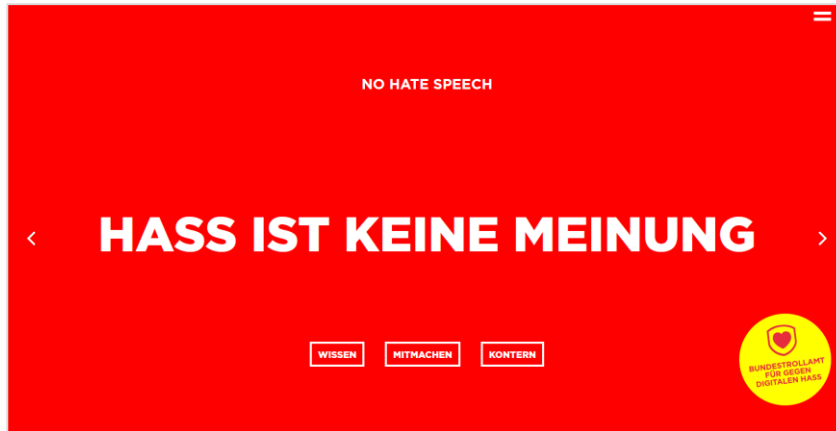 NO HATE SPEECH
HASS IST KEINE MEINUNG
WISSEN
MITMACHEN
KONTERN
BUNDESTROLLAMT
FÜR GEGEN
DIGITALEN HASS